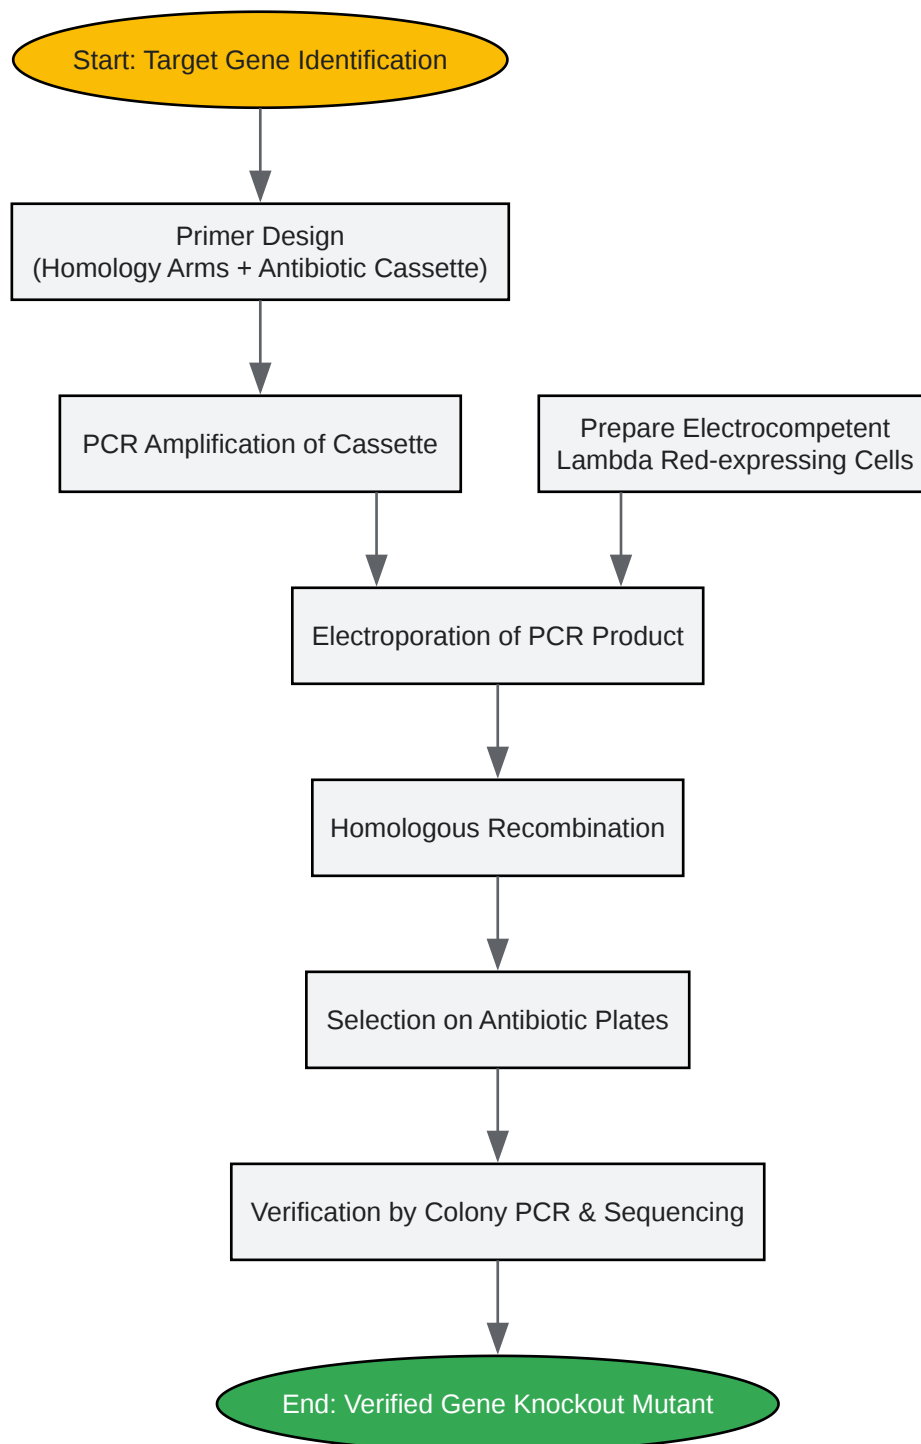 Start: Target Gene Identification
Primer Design
(Homology Arms + Antibiotic Cassette)
PCR Amplification of Cassette
Prepare Electrocompetent
Lambda Red-expressing Cells
Electroporation of PCR Product
Homologous Recombination
Selection on Antibiotic Plates
Verification by Colony PCR & Sequencing
End: Verified Gene Knockout Mutant